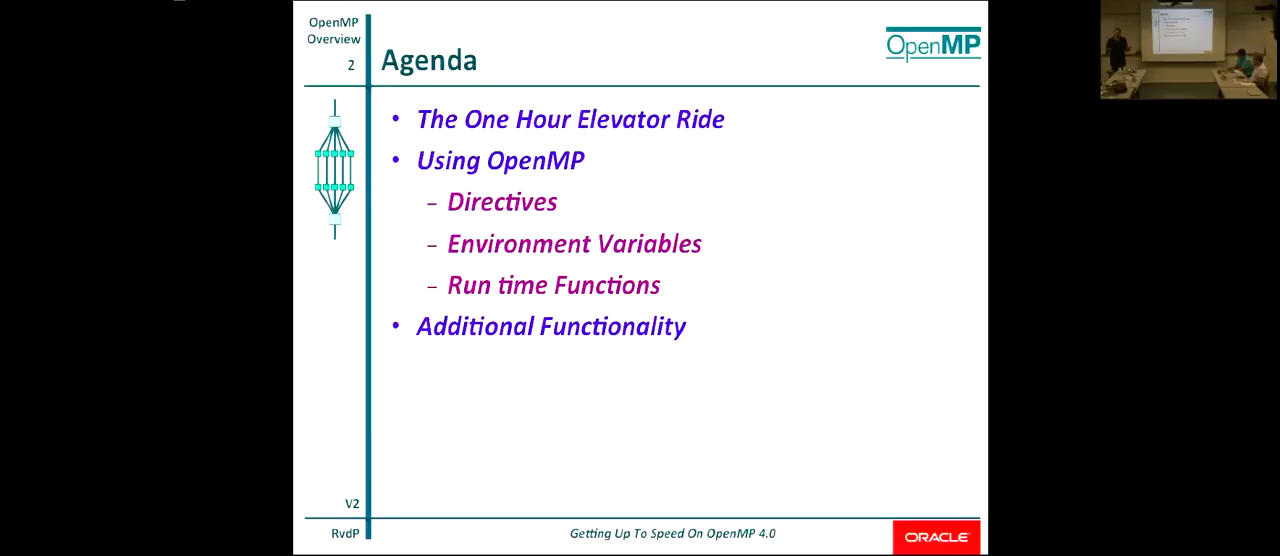 OpenMP
Overview
2
Agenda
OpenMP
• The One Hour Elevator Ride
• Using OpenMP
– Directives
– Environment Variables
– Run time Functions
• Additional Functionality
V2
RvdP
Getting Up To Speed On OpenMP 4.0
ORACLE